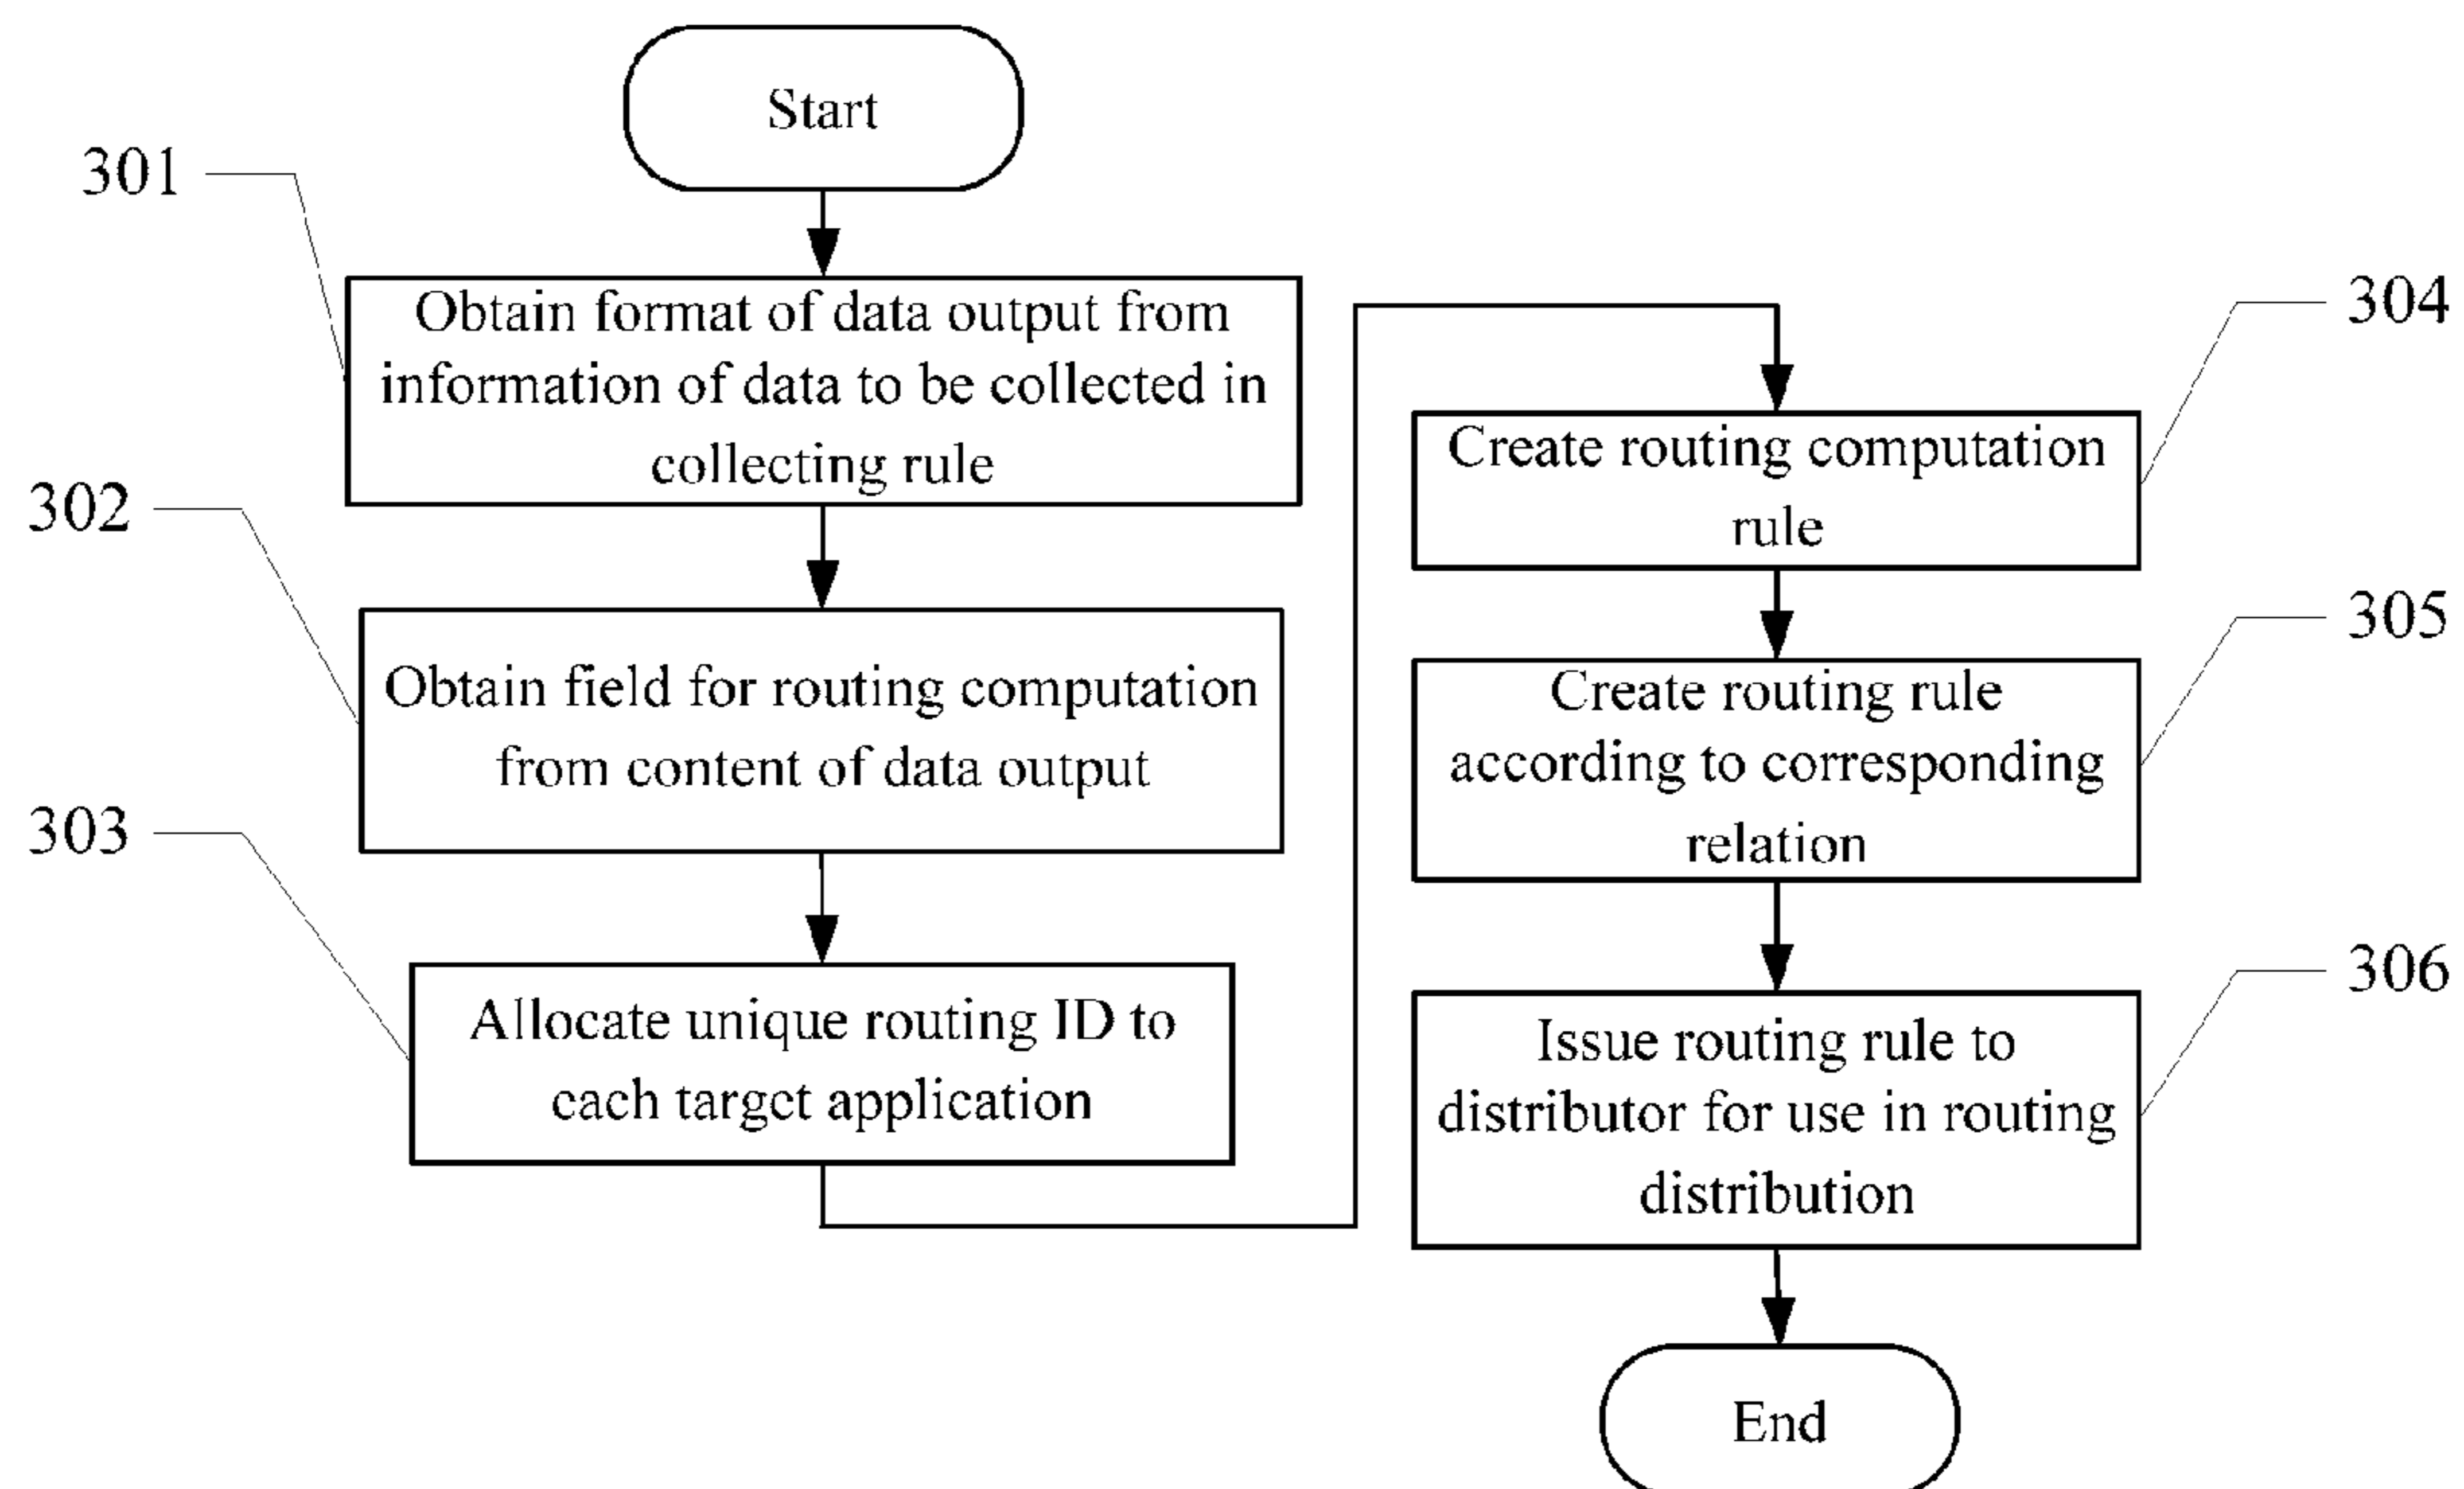 Start
301
Obtain format of data output from
information of data to be collected in
collecting rule
302
Obtain field for routing computation
from content of data output
303
Allocate unique routing ID to
each target application
304
Create routing computation
rule
305
Create routing rule
according to corresponding
relation
306
Issue routing rule to
distributor for use in routing
distribution
End